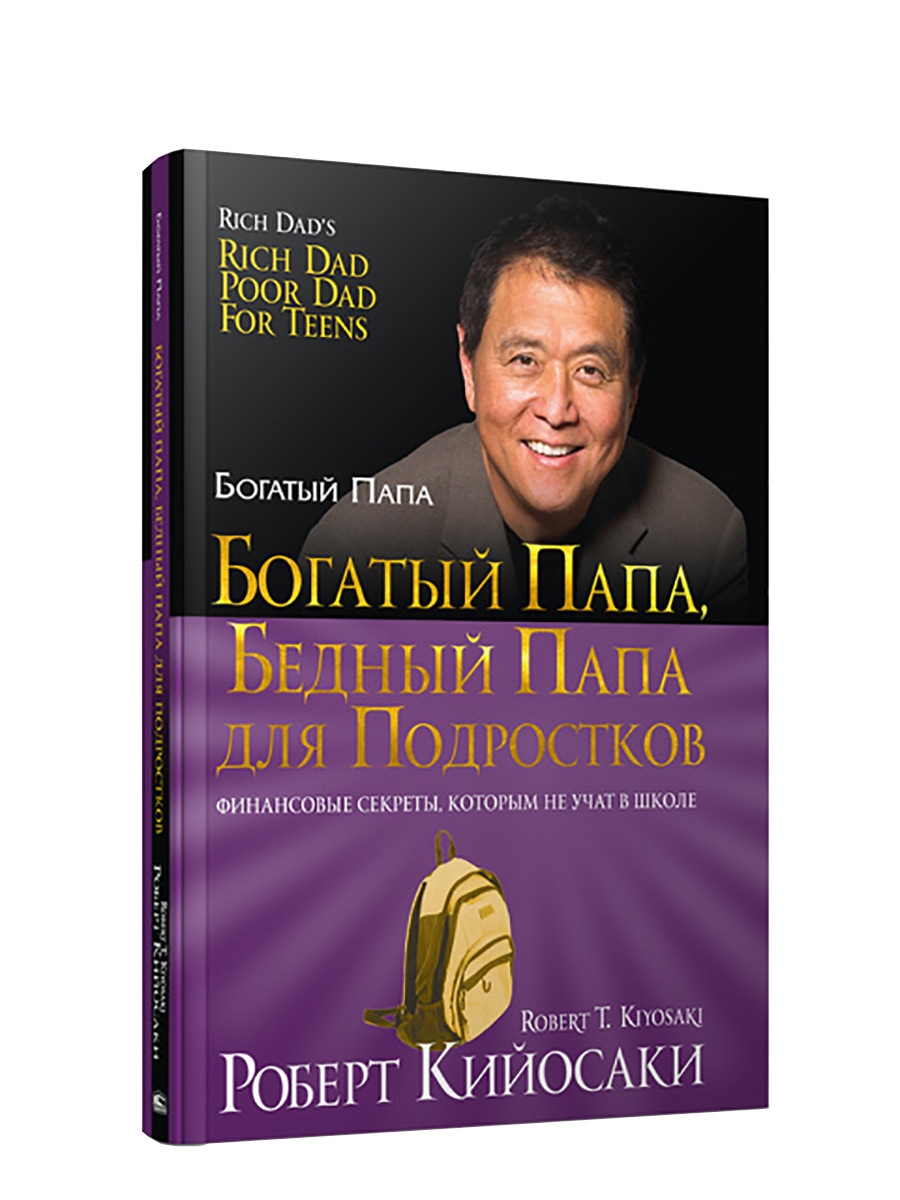 RICH DAD'S
RICH DAD
POOR DAD
FOR TEENS
БОГАТЫЙ ПАПА
БОГАТЫЙ ПАПА,
БЕДНЫЙ ПАПА
ДЛЯ ПОДРОСТКОВ
ФИНАНСОВЫЕ СЕКРЕТЫ, КОТОРЫМ НЕ УЧАТ В ШКОЛЕ
ROBERT T. KIYOSAKI
РОБЕРТ КИЙОСАКИ
БОГАТЫЙ ПАПА
БОГАТЫЙ ПАПА, БЕДНЫЙ ПАПА ДЛЯ ПОДРОСТКОВ
ROBERT T. KIYOSAKI
РОБЕРТ КИЙОСАКИ